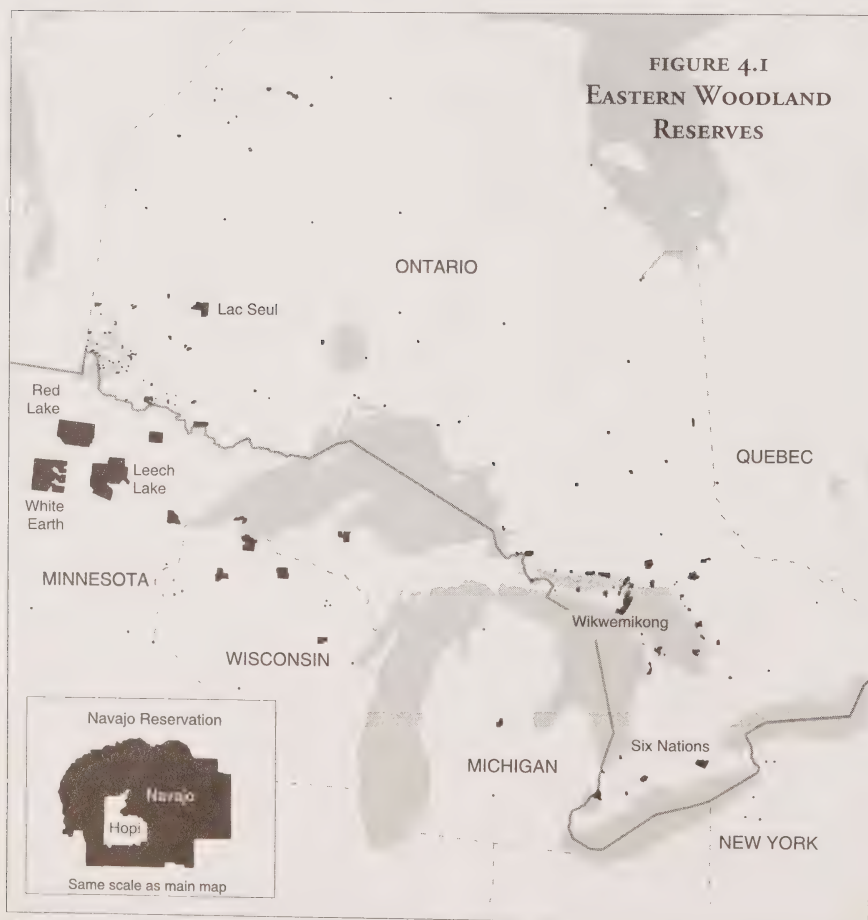 FIGURE 4.1
EASTERN WOODLAND
RESERVES
ONTARIO
Lac Seul
Red
Lake
QUEBEC
Leech
Lake
White
Earth
MINNESOTA
Wikwemikong
WISCONSIN
Navajo Reservation
Six Nations
MICHIGAN
Navajo
Hopi
NEW YORK
Same scale as main map